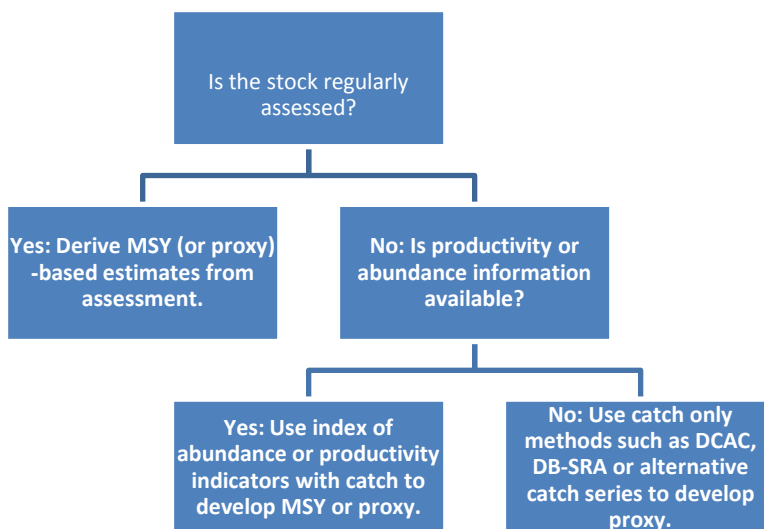 Is the stock regularly
assessed?
Yes: Derive MSY (or proxy)
-based estimates from
assessment.
No: Is productivity or
abundance information
available?
Yes: Use index of
abundance or productivity
indicators with catch to
develop MSY or proxy.
No: Use catch only
methods such as DCAC,
DB-SRA or alternative
catch series to develop
proxy.